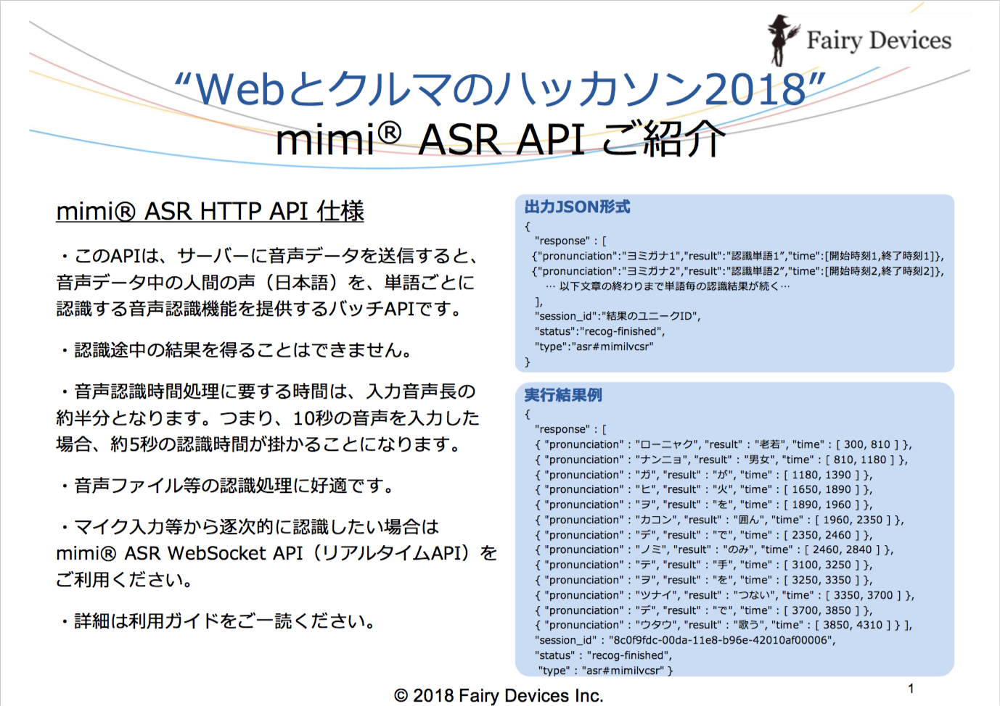 Fairy Devices
“Webとクルマのハッカソン2018”
mimi® ASR API ご紹介
mimi® ASR HTTP API 仕様
・このAPIは、サーバーに音声データを送信すると、
音声データ中の人間の声（日本語）を、単語ごとに
認識する音声認識機能を提供するバッチAPIです。
・認識途中の結果を得ることはできません。
・音声認識時間処理に要する時間は、入力音声長の
約半分となります。つまり、10秒の音声を入力した
場合、約5秒の認識時間が掛かることになります。
・音声ファイル等の認識処理に好適です。
・マイク入力等から逐次的に認識したい場合は
mimi® ASR WebSocket API（リアルタイムAPI）を
ご利用ください。
・詳細は利用ガイドをご一読ください。
出力JSON形式
{
"response" : [
{"pronunciation":"ヨミガナ1","result":"認識単語1”,"time":[開始時刻1,終了時刻1]},
{"pronunciation":"ヨミガナ2","result":"認識単語2”,"time":[開始時刻2,終了時刻2]},
… 以下文章の終わりまで単語毎の認識結果が続く…
],
"session_id":"結果のユニークID",
"status":"recog-finished",
"type":"asr#mimilvcsr"
}
実行結果例
{
"response" : [
{ "pronunciation" : "ローニャク", "result" : "老若", "time" : [ 300, 810 ] },
{ "pronunciation" : "ナンニョ", "result" : "男女", "time" : [ 810, 1180 ] },
{ "pronunciation" : "ガ", "result" : "が", "time" : [ 1180, 1390 ] },
{ "pronunciation" : "ヒ", "result" : "火", "time" : [ 1650, 1890 ] },
{ "pronunciation" : "ヲ", "result" : "を", "time" : [ 1890, 1960 ] },
{ "pronunciation" : "カコン", "result" : "囲ん", "time" : [ 1960, 2350 ] },
{ "pronunciation" : "デ", "result" : "で", "time" : [ 2350, 2460 ] },
{ "pronunciation" : "ノミ", "result" : "のみ", "time" : [ 2460, 2840 ] },
{ "pronunciation" : "テ", "result" : "手", "time" : [ 3100, 3250 ] },
{ "pronunciation" : "ヲ", "result" : "を", "time" : [ 3250, 3350 ] },
{ "pronunciation" : "ツナイ", "result" : "つない", "time" : [ 3350, 3700 ] },
{ "pronunciation" : "デ", "result" : "で", "time" : [ 3700, 3850 ] },
{ "pronunciation" : "ウタウ", "result" : "歌う", "time" : [ 3850, 4310 ] } ],
"session_id" : "8c0f9fdc-00da-11e8-b96e-42010af00006",
"status" : "recog-finished",
"type" : "asr#mimilvcsr" }
© 2018 Fairy Devices Inc.
1